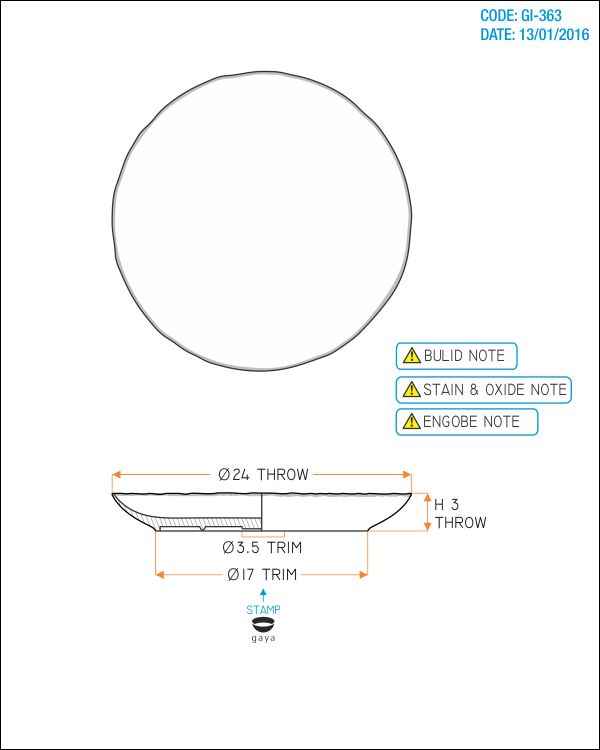 CODE: GI-363
DATE: 13/01/2016
BULID NOTE
STAIN & OXIDE NOTE
ENGOBE NOTE
Ø24 THROW
H 3
THROW
Ø3.5 TRIM
Ø17 TRIM
STAMP
gaya